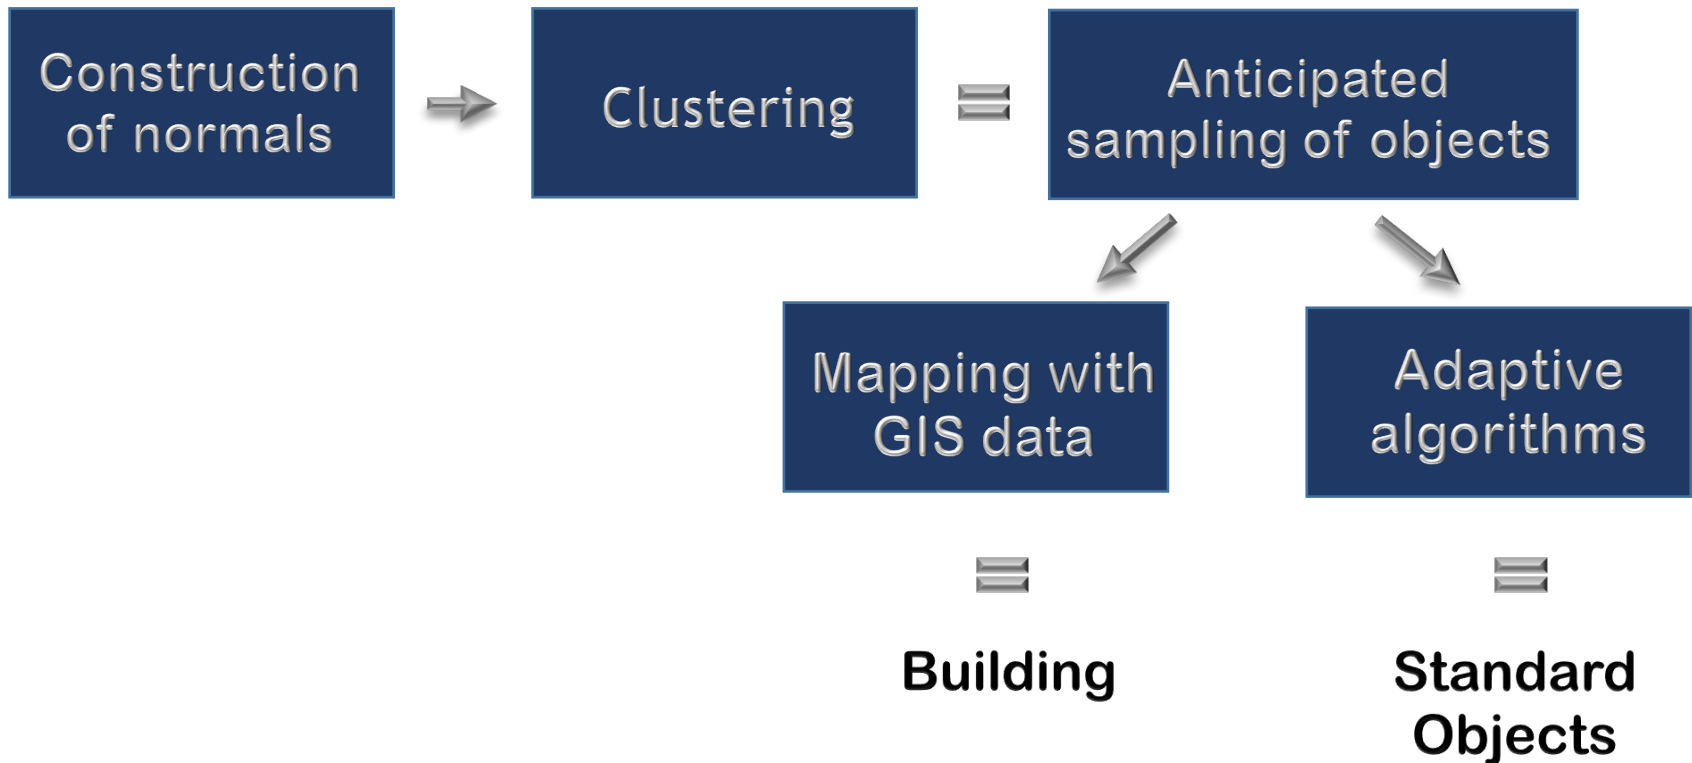 Construction
of normals
Clustering
Anticipated
sampling of objects
Mapping with
GIS data
Adaptive
algorithms
Building
Standard
Objects